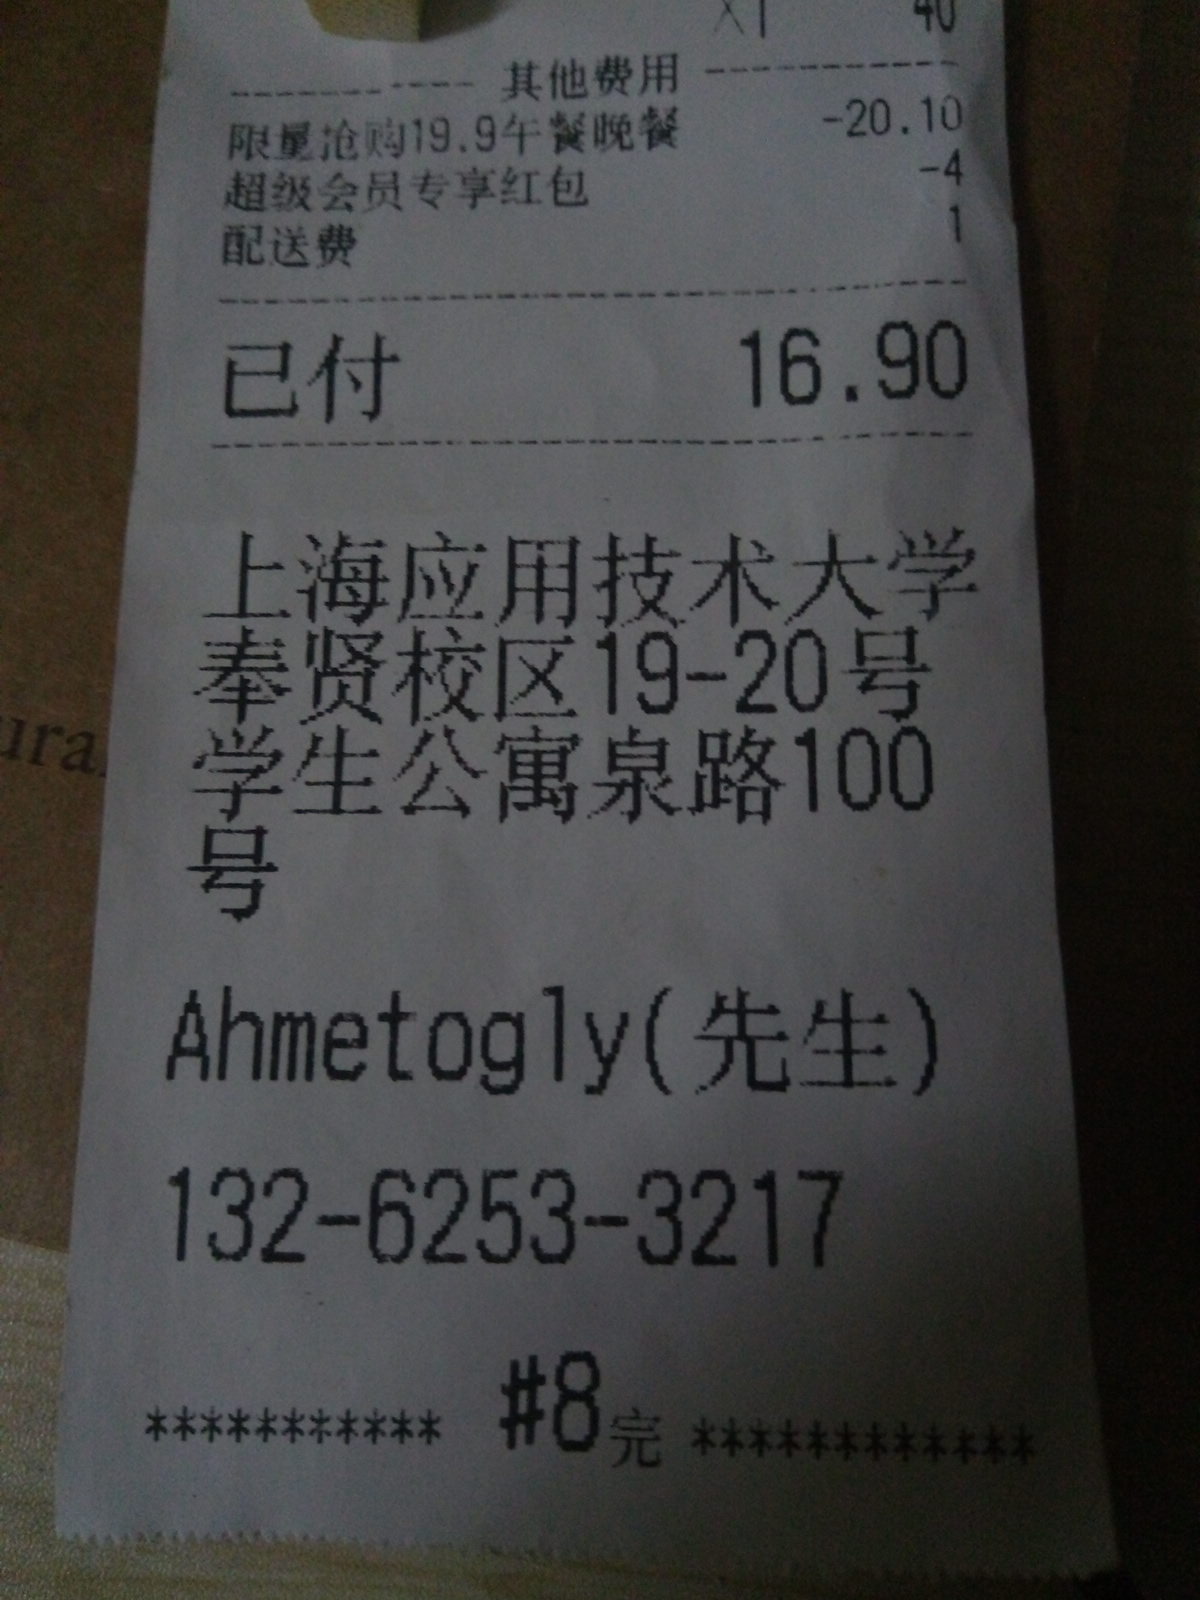 X1 40
其他费用
限量抢购19.9午餐晚餐 -20.10
超级会员专享红包 -4
配送费 1
已付 16.90
上海应用技术大学
奉贤校区19-20号
学生公寓泉路100
号
Ahmetogly(先生)
132-6253-3217
*********** #8完 ************